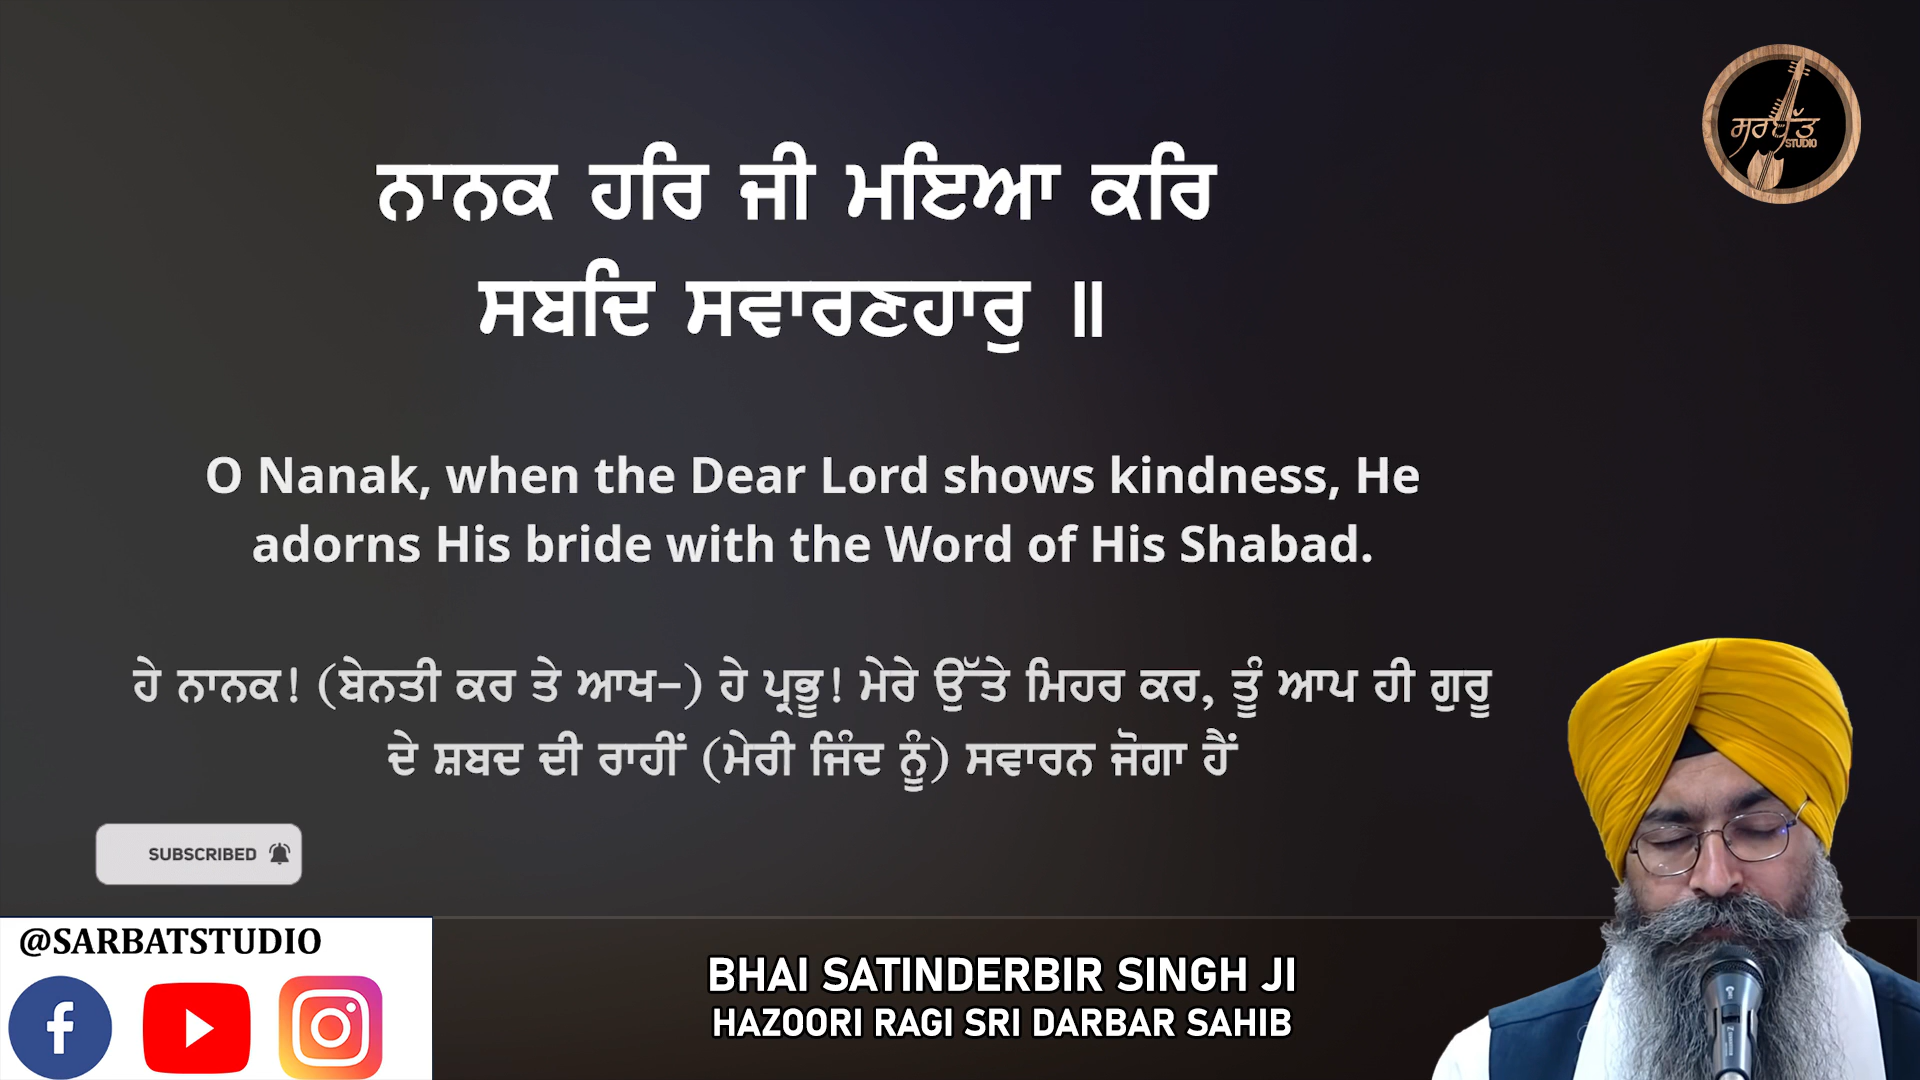 ਸਰਬੱਤ
STUDIO
ਨਾਨਕ ਹਰਿ ਜੀ ਮਇਆ ਕਰਿ
ਸਬਦਿ ਸਵਾਰਣਹਾਰੁ ॥
O Nanak, when the Dear Lord shows kindness, He
adorns His bride with the Word of His Shabad.
ਹੇ ਨਾਨਕ! (ਬੇਨਤੀ ਕਰ ਤੇ ਆਖ-) ਹੇ ਪ੍ਰਭੂ! ਮੇਰੇ ਉੱਤੇ ਮਿਹਰ ਕਰ, ਤੂੰ ਆਪ ਹੀ ਗੁਰੂ
ਦੇ ਸ਼ਬਦ ਦੀ ਰਾਹੀਂ (ਮੇਰੀ ਜਿੰਦ ਨੂੰ) ਸਵਾਰਨ ਜੋਗਾ ਹੈਂ
SUBSCRIBED
@SARBATSTUDIO
BHAI SATINDERBIR SINGH JI
HAZOORI RAGI SRI DARBAR SAHIB